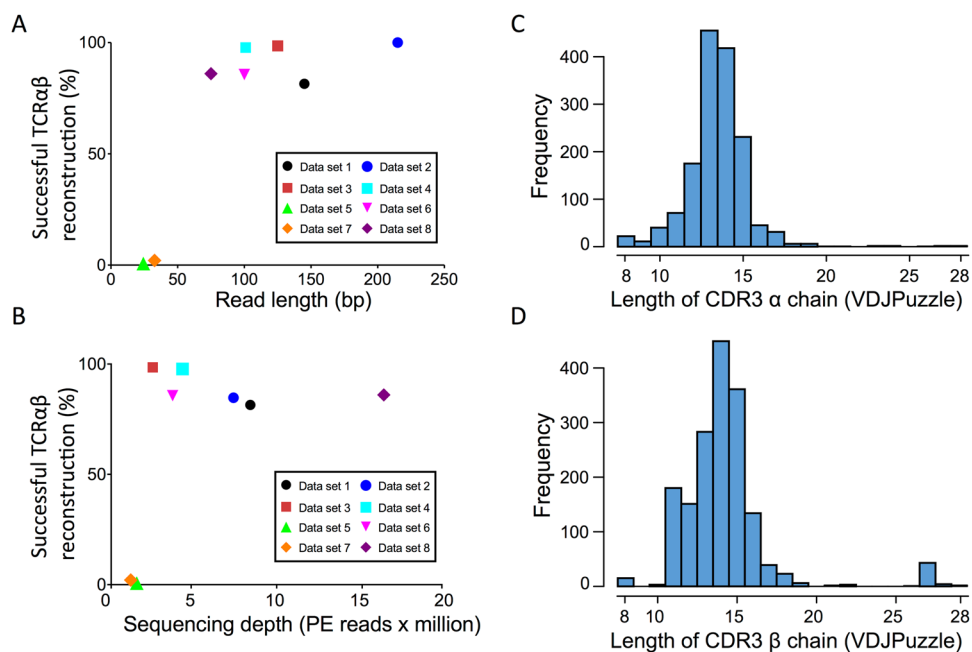 A
Successful TCRαβ
reconstruction (%)
100
50
0
0
50
100
150
200
250
Read length (bp)
Data set 1
Data set 2
Data set 3
Data set 4
Data set 5
Data set 6
Data set 7
Data set 8
B
Successful TCRαβ
reconstruction (%)
100
50
0
0
5
10
15
20
Sequencing depth (PE reads x million)
Data set 1
Data set 2
Data set 3
Data set 4
Data set 5
Data set 6
Data set 7
Data set 8
C
Frequency
400
300
200
100
0
8
10
15
20
25
28
Length of CDR3 α chain (VDJPuzzle)
D
Frequency
400
300
200
100
0
8
10
15
20
25
28
Length of CDR3 β chain (VDJPuzzle)